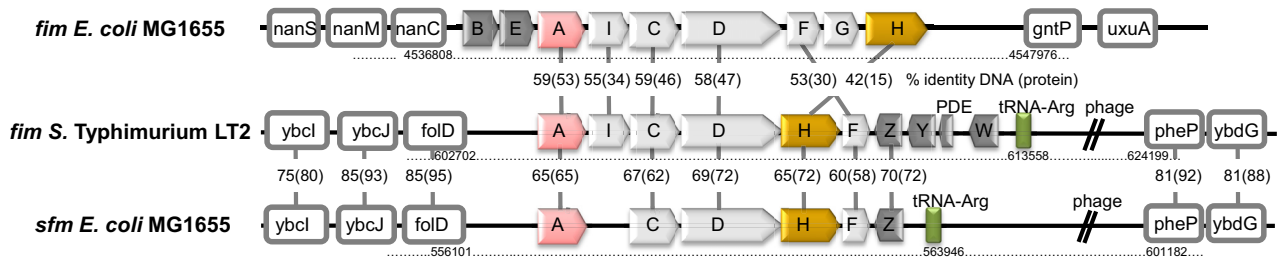 fim E. coli MG1655 nanS nanM nanC B E A I C D F G H gntP uxuA
4536808 4547976
59(53) 55(34) 59(46) 58(47) 53(30) 42(15) % identity DNA (protein)
PDE tRNA-Arg phage
fim S. Typhimurium LT2 ybcI ybcJ folD A I C D H F Z Y W pheP ybdG
602702 613558 624199
75(80) 85(93) 85(95) 65(65) 67(62) 69(72) 65(72) 60(58) 70(72) 81(92) 81(88)
tRNA-Arg phage
sfm E. coli MG1655 ybcI ybcJ folD A C D H F Z pheP ybdG
556101 563946 601182